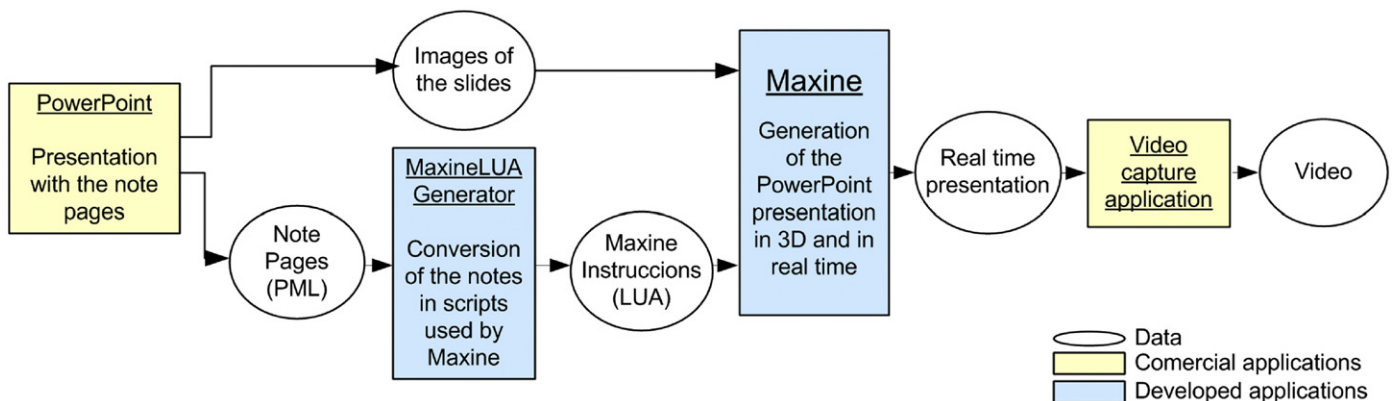 PowerPoint
Presentation
with the note
pages
Images of
the slides
Note
Pages
(PML)
MaxineLUA
Generator
Conversion
of the notes
in scripts
used by
Maxine
Maxine
Instruccions
(LUA)
Maxine
Generation
of the
PowerPoint
presentation
in 3D and in
real time
Real time
presentation
Video
capture
application
Video
Data
Comercial applications
Developed applications